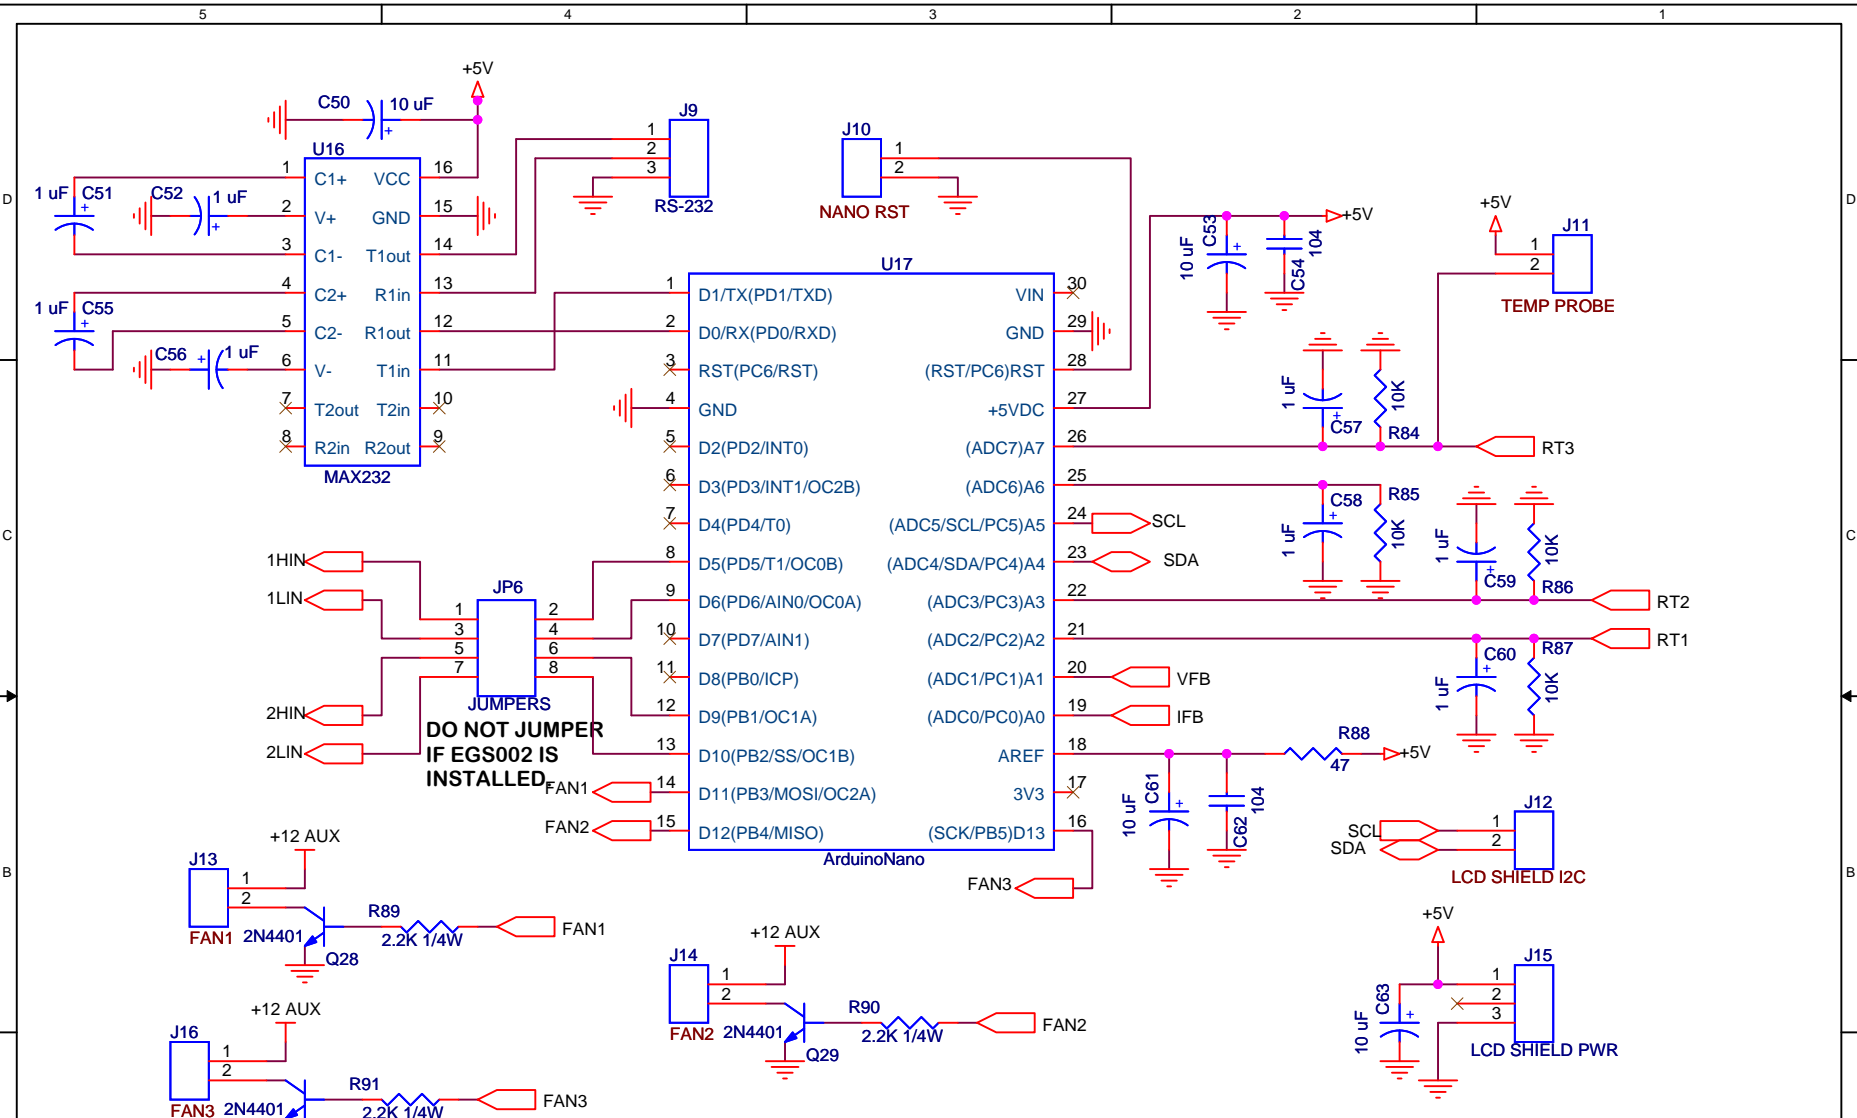 5 4 3 2 1
D D
C C
B B
+5V
C50 10 uF
U16
1 C1+ VCC 16
2 V+ GND 15
3 C1- T1out 14
4 C2+ R1in 13
5 C2- R1out 12
6 V- T1in 11
7 T2out T2in 10
8 R2in R2out 9
MAX232
1 uF C51
C52 1 uF
1 uF C55
C56 1 uF
J9
1
2
3
RS-232
J10
1
2
NANO RST
U17
1 D1/TX(PD1/TXD) VIN 30
2 D0/RX(PD0/RXD) GND 29
3 RST(PC6/RST) (RST/PC6)RST 28
4 GND +5VDC 27
5 D2(PD2/INT0) (ADC7)A7 26
6 D3(PD3/INT1/OC2B) (ADC6)A6 25
7 D4(PD4/T0) (ADC5/SCL/PC5)A5 24
8 D5(PD5/T1/OC0B) (ADC4/SDA/PC4)A4 23
9 D6(PD6/AIN0/OC0A) (ADC3/PC3)A3 22
10 D7(PD7/AIN1) (ADC2/PC2)A2 21
11 D8(PB0/ICP) (ADC1/PC1)A1 20
12 D9(PB1/OC1A) (ADC0/PC0)A0 19
13 D10(PB2/SS/OC1B) AREF 18
14 D11(PB3/MOSI/OC2A) 3V3 17
15 D12(PB4/MISO) (SCK/PB5)D13 16
ArduinoNano
10 uF C53
C54 104
+5V
+5V
J11
1
2
TEMP PROBE
1 uF C57
10K R84
RT3
1 uF C58
R85 10K
SCL
SDA
1 uF C59
10K R86
RT2
RT1
1 uF C60
R87 10K
VFB
IFB
R88
47
+5V
10 uF C61
C62 104
FAN3
1HIN
1LIN
2HIN
2LIN
JP6
1 2
3 4
5 6
7 8
JUMPERS
DO NOT JUMPER
IF EGS002 IS
INSTALLED.
FAN1
FAN2
J12
SCL 1
SDA 2
LCD SHIELD I2C
+5V
J15
1
2
3
10 uF C63
LCD SHIELD PWR
+12 AUX
J13
1
2
FAN1
2N4401
Q28
R89
2.2K 1/4W
FAN1
+12 AUX
J14
1
2
FAN2
2N4401
Q29
R90
2.2K 1/4W
FAN2
+12 AUX
J16
1
2
FAN3
2N4401
R91
2.2K 1/4W
FAN3